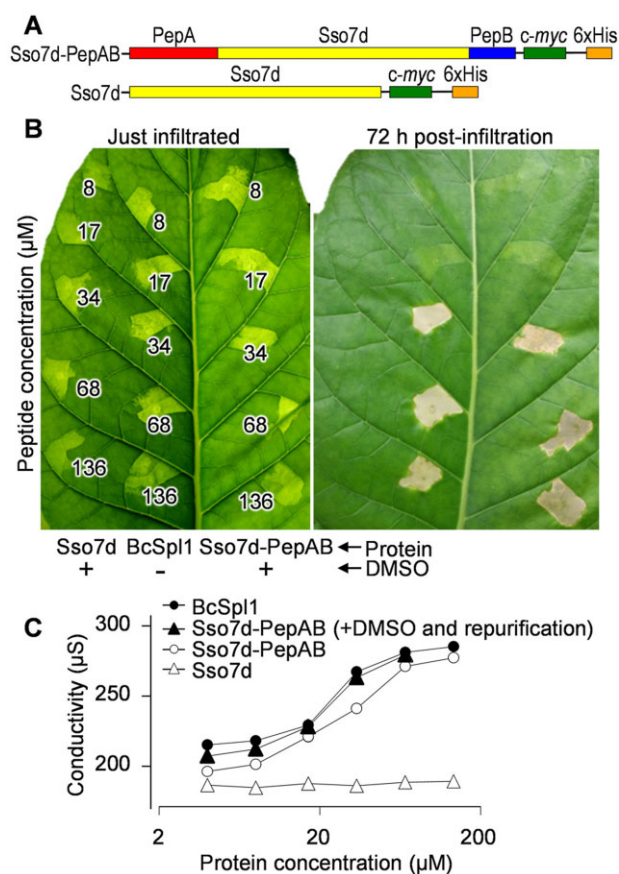 A
PepA Sso7d PepB c-myc 6xHis
Sso7d-PepAB
Sso7d c-myc 6xHis
Sso7d
B
Just infiltrated 72 h post-infiltration
Peptide concentration (µM)
8 8 8
17 17 17
34 34 34
68 68 68
136 136 136
Sso7d BcSpl1 Sso7d-PepAB ← Protein
+ - + ← DMSO
C
BcSpl1
Sso7d-PepAB (+DMSO and repurification)
Sso7d-PepAB
Sso7d
Conductivity (µS)
300
250
200
2 20 200
Protein concentration (µM)